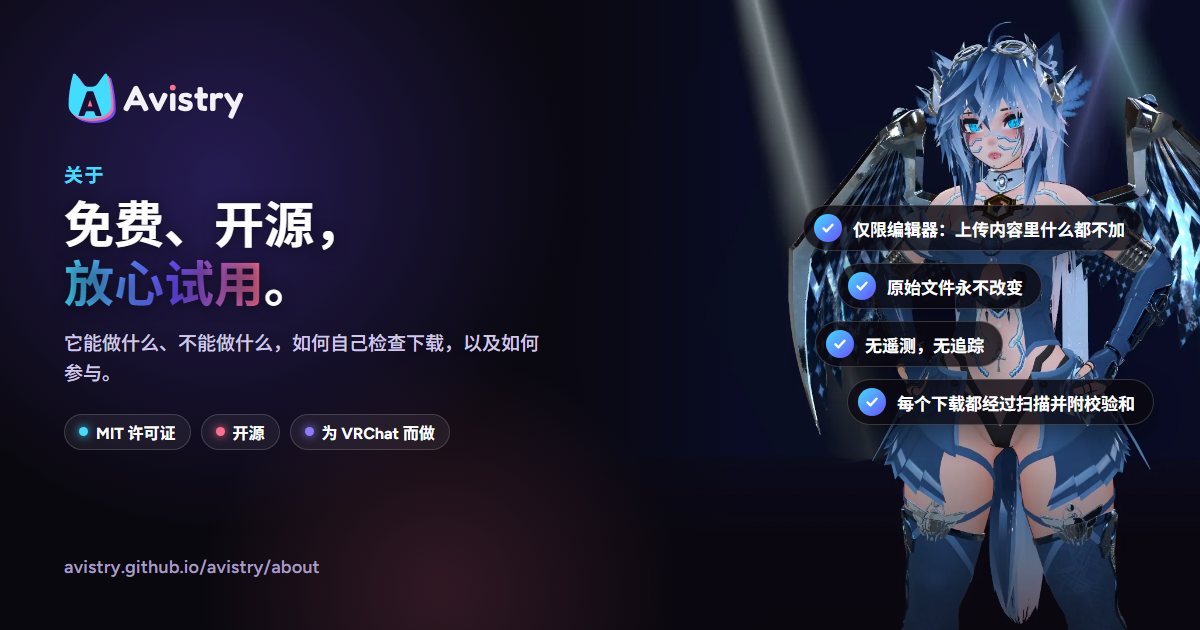 Avistry
关于
免费、开源，
放心试用。
它能做什么、不能做什么，如何自己检查下载，以及如何
参与。
MIT 许可证
开源
为 VRChat 而做
avistry.github.io/avistry/about
仅限编辑器：上传内容里什么都不加
原始文件永不改变
无遥测，无追踪
每个下载都经过扫描并附校验和